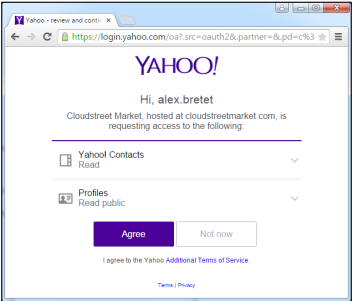 Yahoo - review and contin
https://login.yahoo.com/oa?.src=oauth2&.partner=&.pd=c%3
YAHOO!
Hi, alex.bretet
Cloudstreet Market, hosted at cloudstreetmarket.com, is
requesting access to the following:
Yahoo! Contacts
Read
Profiles
Read public
Agree
Not now
I agree to the Yahoo Additional Terms of Service.
Terms | Privacy